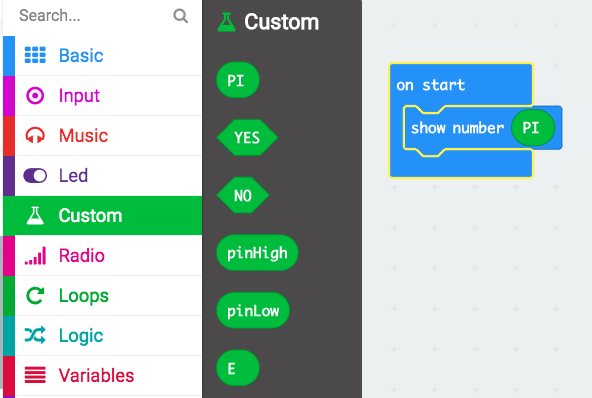 Search...
Basic
Input
Music
Led
Custom
Radio
Loops
Logic
Variables
Custom
PI
YES
NO
pinHigh
pinLow
E
on start
show number PI